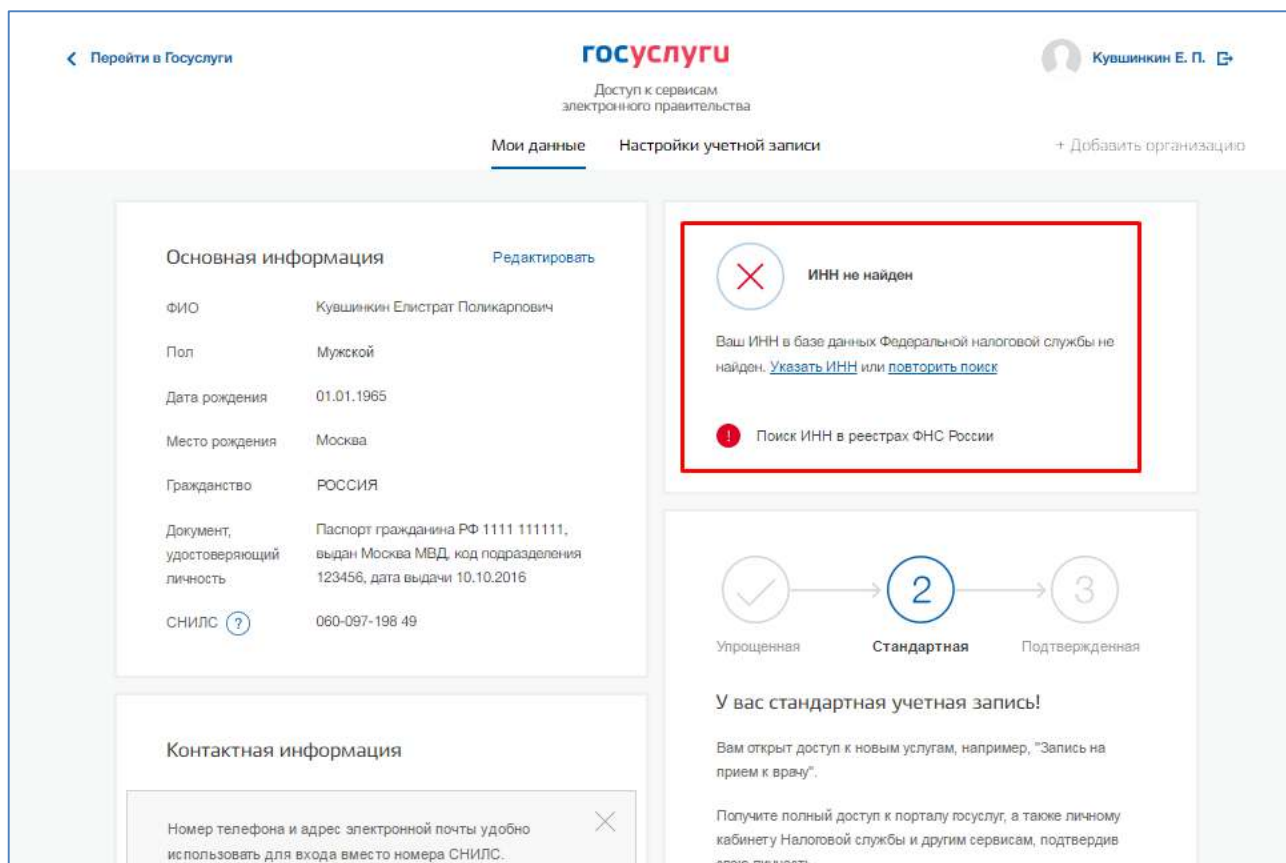 Перейти в Госуслуги
госуслуги
Кувшинкин Е. П.
Доступ к сервисам
электронного правительства
Мои данные
Настройки учетной записи
+ Добавить организацию
Основная информация
Редактировать
ФИО
Кувшинкин Елистрат Поликарпович
Пол
Мужской
Дата рождения
01.01.1965
Место рождения
Москва
Гражданство
РОССИЯ
Документ,
удостоверяющий
личность
Паспорт гражданина РФ 1111 111111,
выдан Москва МВД, код подразделения
123456, дата выдачи 10.10.2016
СНИЛС ?
060-097-198 49
Контактная информация
Номер телефона и адрес электронной почты удобно
использовать для входа вместо номера СНИЛС.
ИНН не найден
Ваш ИНН в базе данных Федеральной налоговой службы не
найден. Указать ИНН или повторить поиск
! Поиск ИНН в реестрах ФНС России
2
3
Упрощенная
Стандартная
Подтвержденная
У вас стандартная учетная запись!
Вам открыт доступ к новым услугам, например, "Запись на
прием к врачу".
Получите полный доступ к порталу госуслуг, а также личному
кабинету Налоговой службы и другим сервисам, подтвердив
свою личность